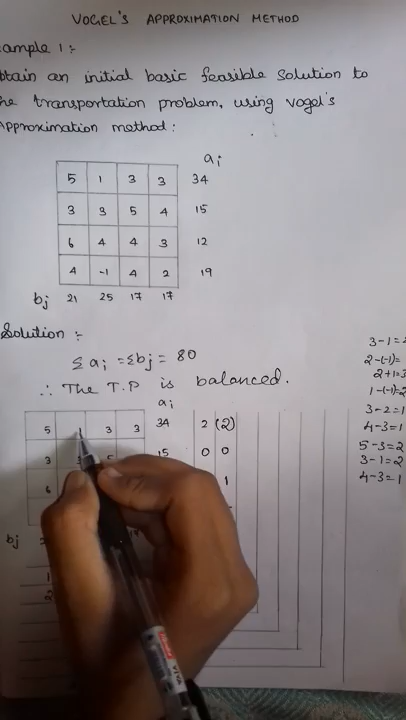 VOGEL'S APPROXIMATION METHOD
ample 1:-
btain an initial basic feasible solution to
he transportation problem, using Vogel's
Approximation method:
ai
5 1 3 3 34
3 3 5 4 15
6 4 4 3 12
4 -1 4 2 19
bj 21 25 17 17
Solution :-
Σai = Σbj = 80
∴ The T.P is balanced.
ai
5 1 3 3 34 2 (2)
3 15 0 0
6 1
bj
3-1=
2-(-1)=
2+1=3
1-(-1)=2
3-2=1
4-3=1
5-3=2
3-1=2
4-3=1